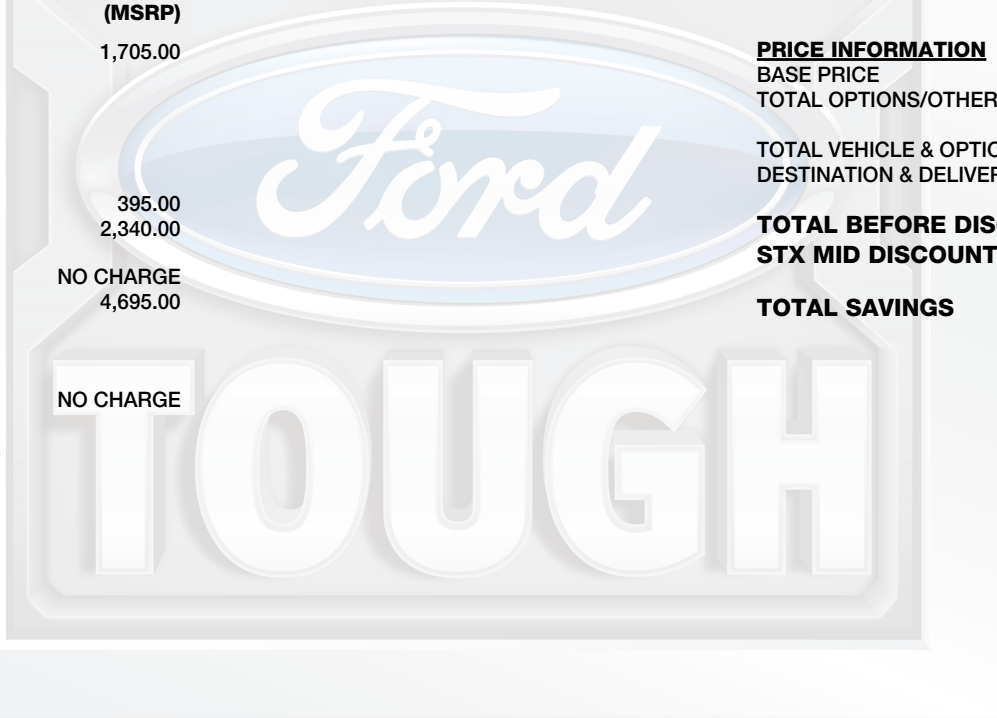 (MSRP)
1,705.00
395.00
2,340.00
NO CHARGE
4,695.00
NO CHARGE
PRICE INFORMATION
BASE PRICE
TOTAL OPTIONS/OTHER
TOTAL VEHICLE & OPTIO
DESTINATION & DELIVER
TOTAL BEFORE DIS
STX MID DISCOUNT
TOTAL SAVINGS
Ford
TOUGH